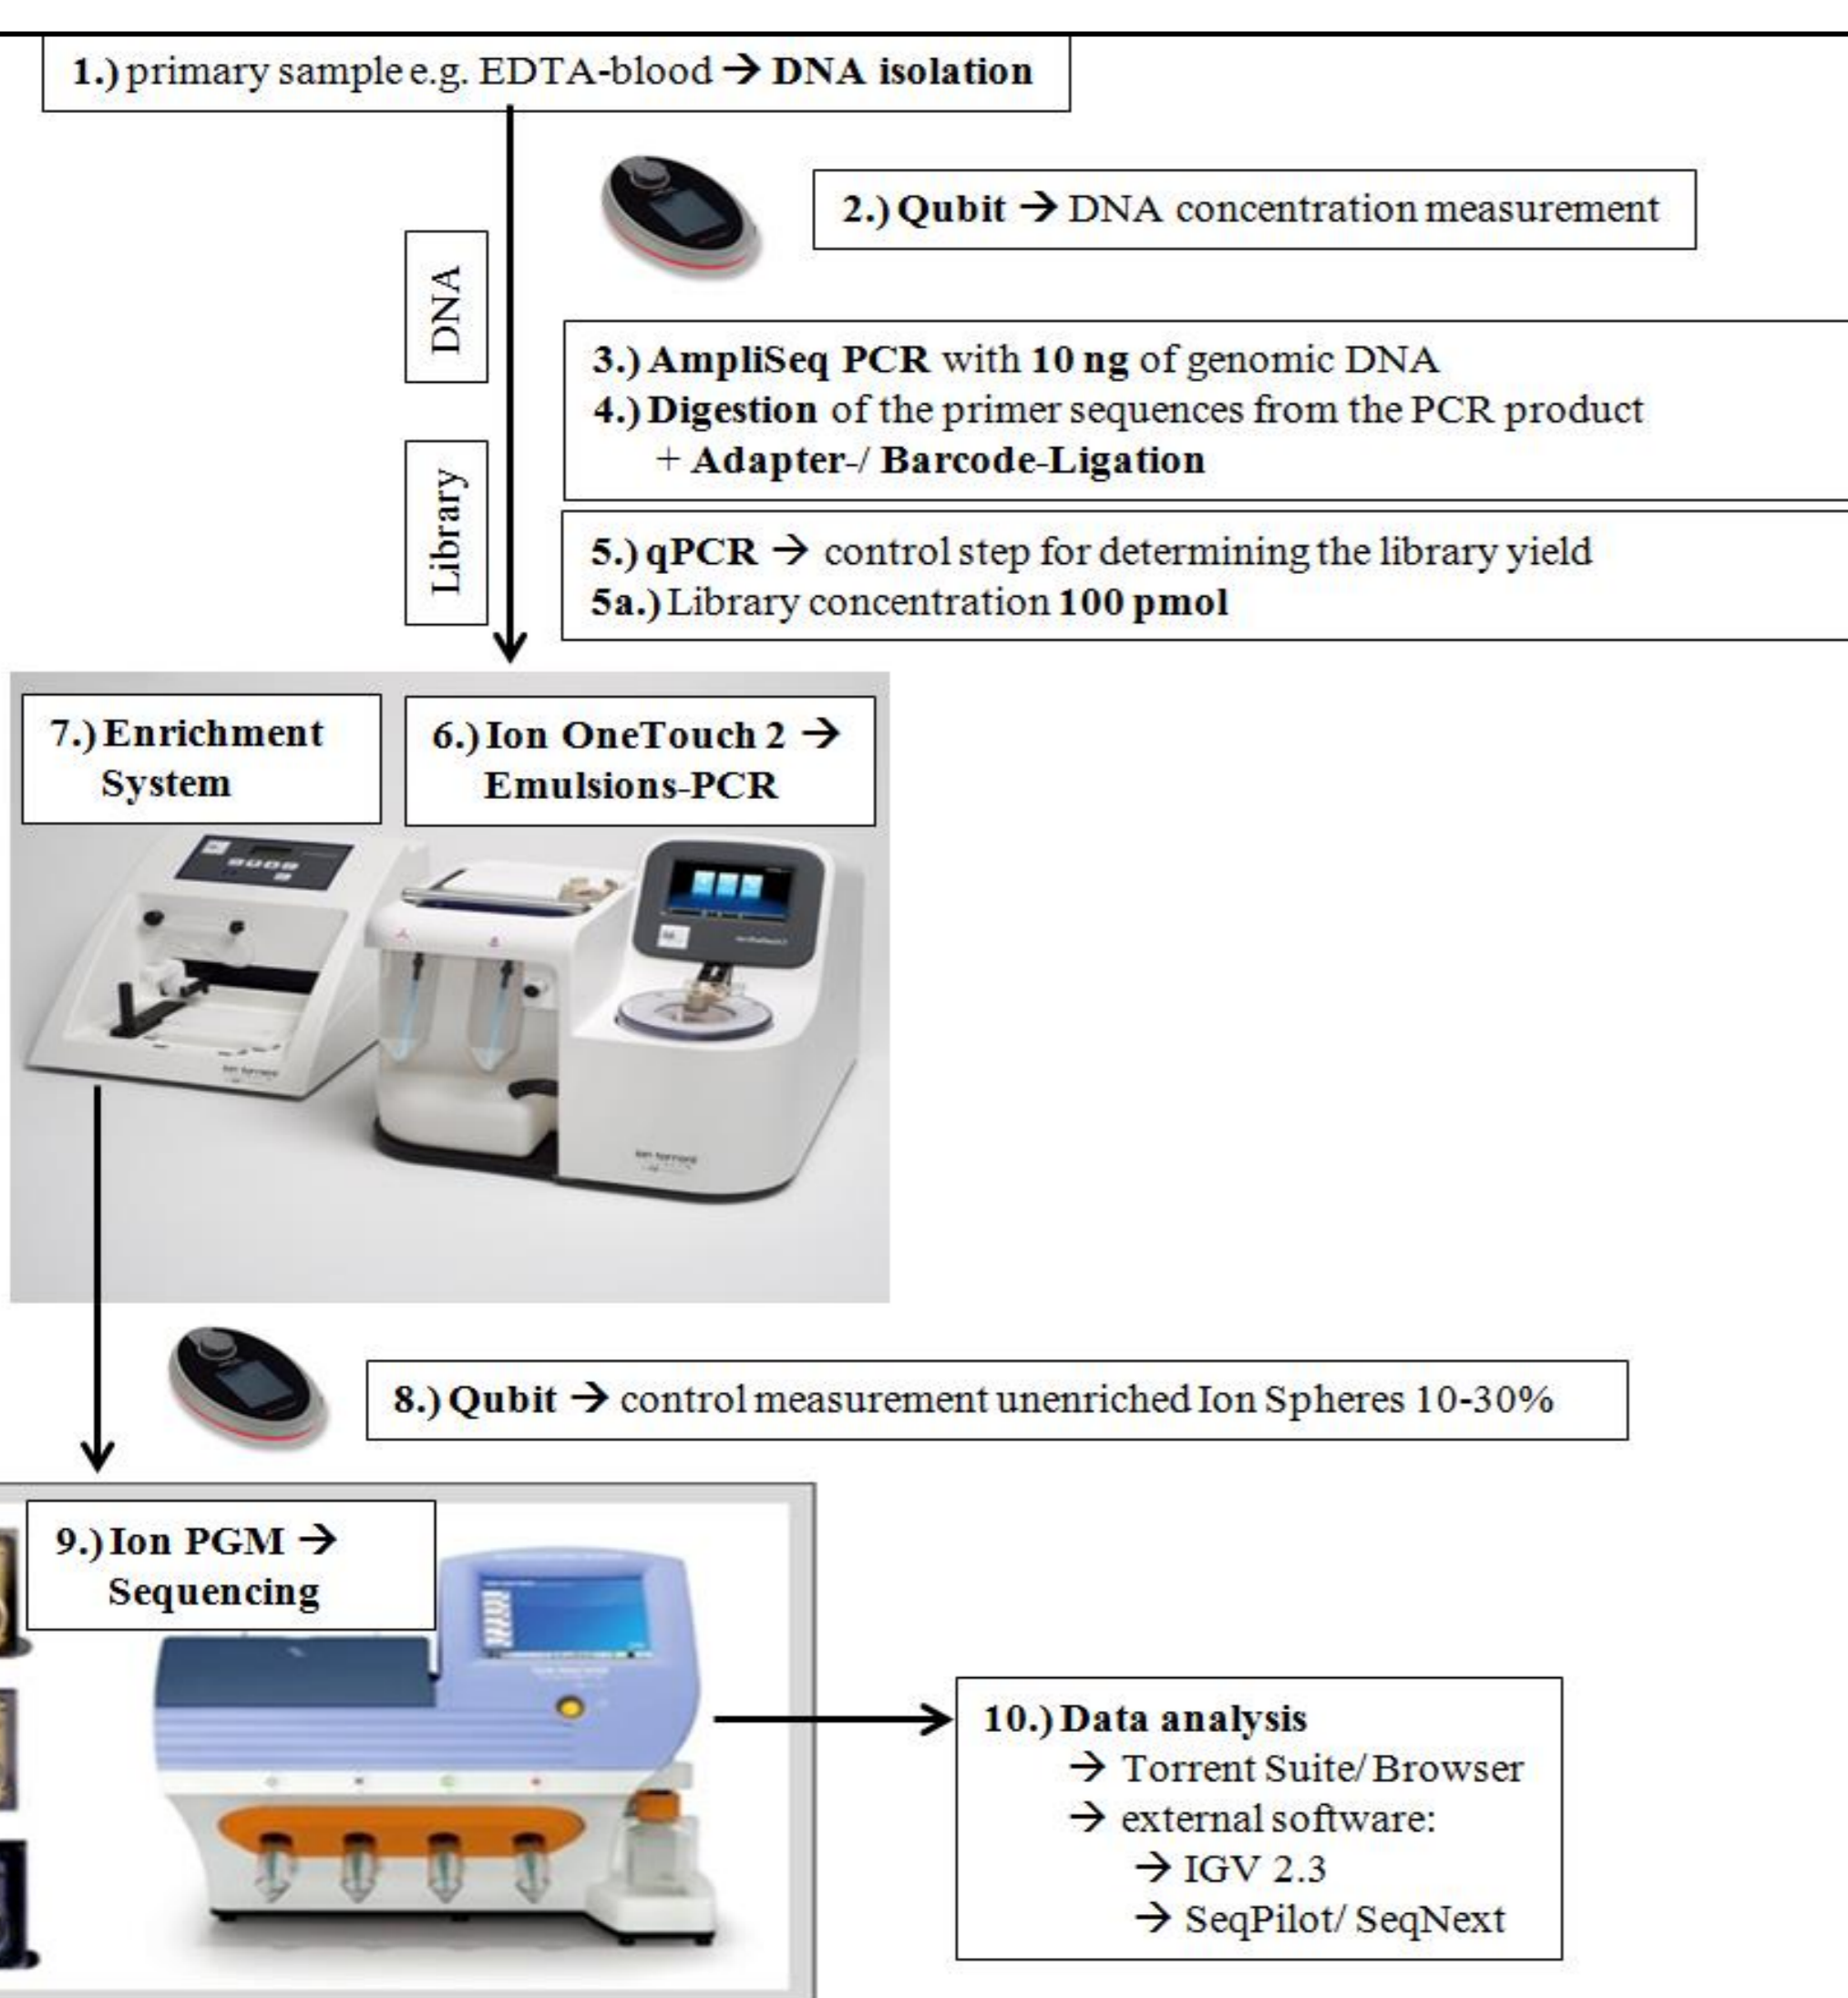 1.) primary sample e.g. EDTA-blood → DNA isolation
2.) Qubit → DNA concentration measurement
DNA
3.) AmpliSeq PCR with 10 ng of genomic DNA
4.) Digestion of the primer sequences from the PCR product
+ Adapter-/ Barcode-Ligation
Library
5.) qPCR → control step for determining the library yield
5a.) Library concentration 100 pmol
7.) Enrichment
System
6.) Ion OneTouch 2 →
Emulsions-PCR
ion torrent
ion torrent
8.) Qubit → control measurement unenriched Ion Spheres 10-30%
9.) Ion PGM →
Sequencing
10.) Data analysis
→ Torrent Suite/ Browser
→ external software:
→ IGV 2.3
→ SeqPilot/ SeqNext